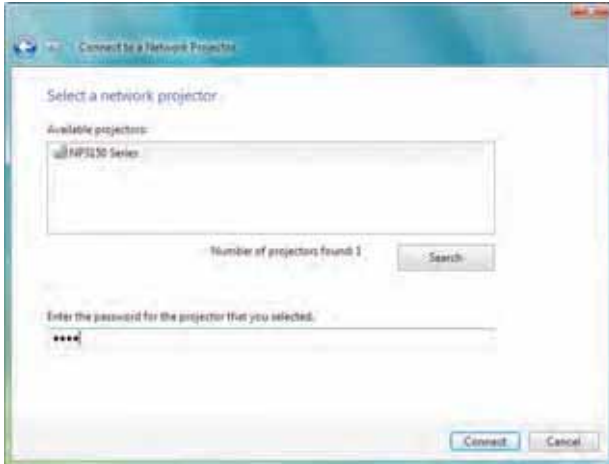 Connect to a Network Projector
Select a network projector
Available projectors:
NP3150 Series
Number of projectors found: 1
Search
Enter the password for the projector that you selected.
••••
Connect
Cancel